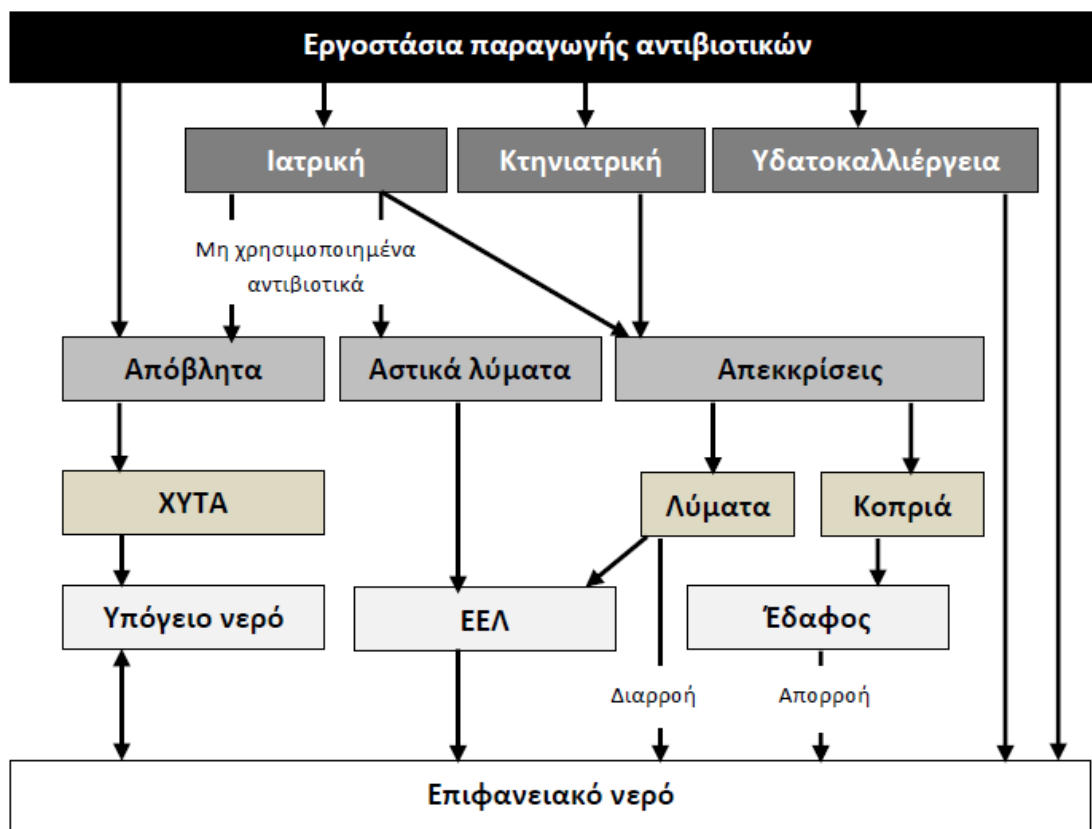 Εργοστάσια παραγωγής αντιβιοτικών
Ιατρική
Κτηνιατρική
Υδατοκαλλιέργεια
Μη χρησιμοποιημένα
αντιβιοτικά
Απόβλητα
Αστικά λύματα
Απεκκρίσεις
ΧΥΤΑ
Λύματα
Κοπριά
Υπόγειο νερό
ΕΕΛ
Έδαφος
Διαρροή
Απορροή
Επιφανειακό νερό